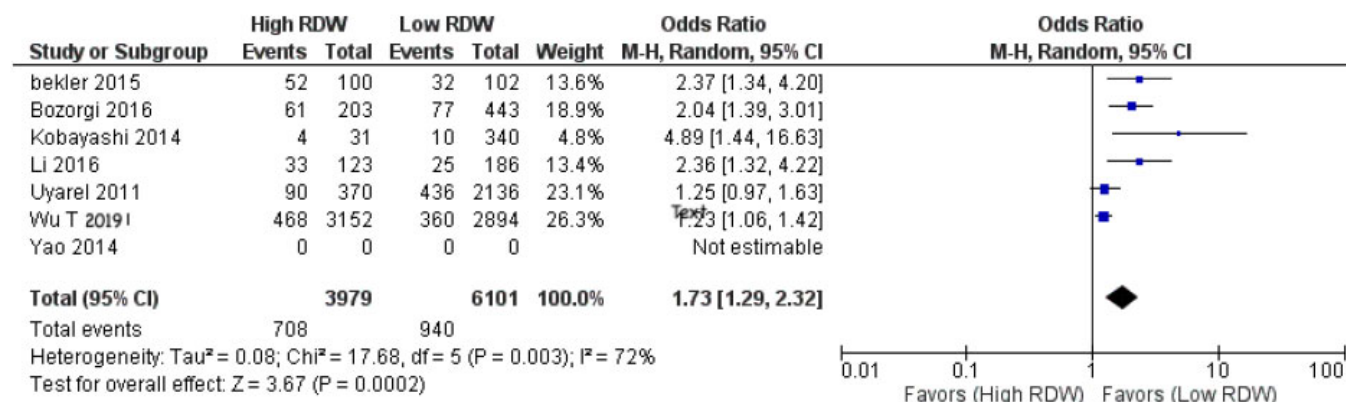 High RDW Low RDW Odds Ratio Odds Ratio
Study or Subgroup Events Total Events Total Weight M-H, Random, 95% CI M-H, Random, 95% CI
bekler 2015 52 100 32 102 13.6% 2.37 [1.34, 4.20]
Bozorgi 2016 61 203 77 443 18.9% 2.04 [1.39, 3.01]
Kobayashi 2014 4 31 10 340 4.8% 4.89 [1.44, 16.63]
Li 2016 33 123 25 186 13.4% 2.36 [1.32, 4.22]
Uyarel 2011 90 370 436 2136 23.1% 1.25 [0.97, 1.63]
Wu T 2019 468 3152 360 2894 26.3% Text 1.23 [1.06, 1.42]
Yao 2014 0 0 0 0 Not estimable
Total (95% CI) 3979 6101 100.0% 1.73 [1.29, 2.32]
Total events 708 940
Heterogeneity: Tau² = 0.08; Chi² = 17.68, df = 5 (P = 0.003); I² = 72%
Test for overall effect: Z = 3.67 (P = 0.0002)
0.01 0.1 1 10 100
Favors (High RDW) Favors (Low RDW)